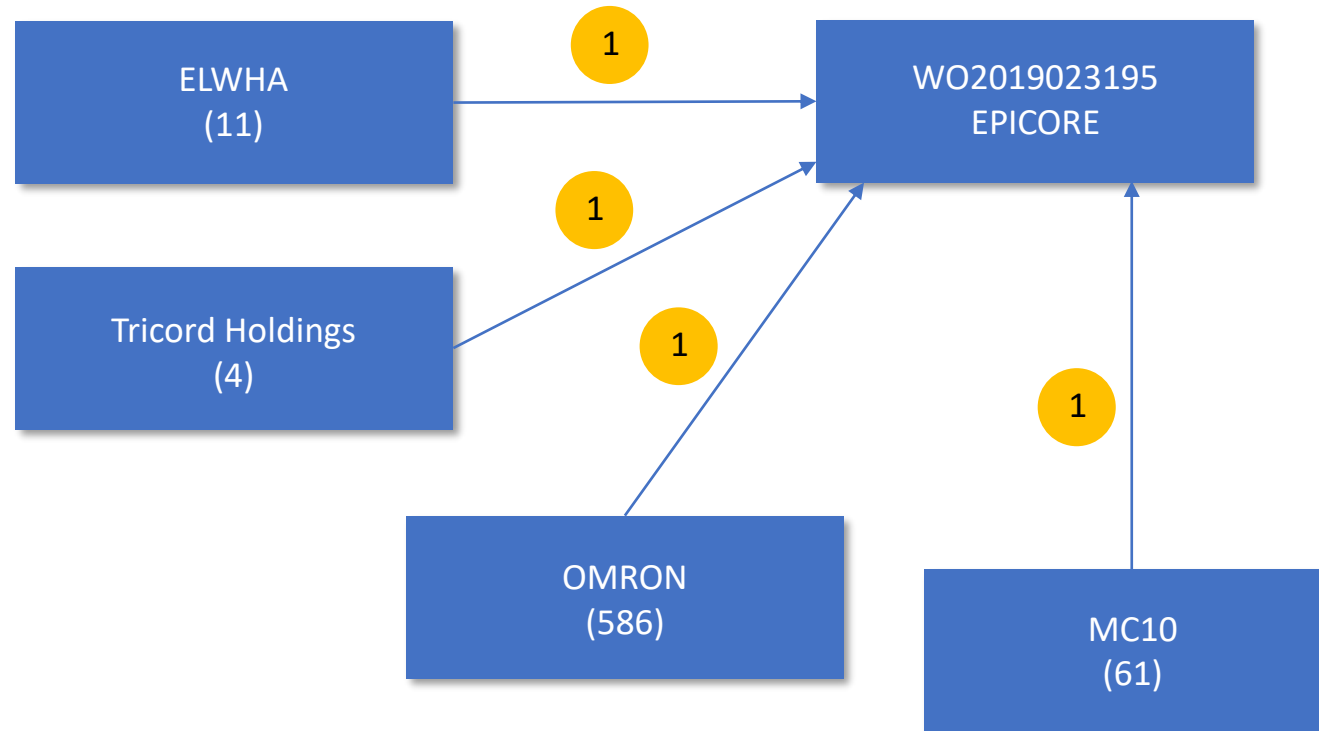 ELWHA
(11)
1
WO2019023195
EPICORE
1
Tricord Holdings
(4)
1
1
OMRON
(586)
MC10
(61)